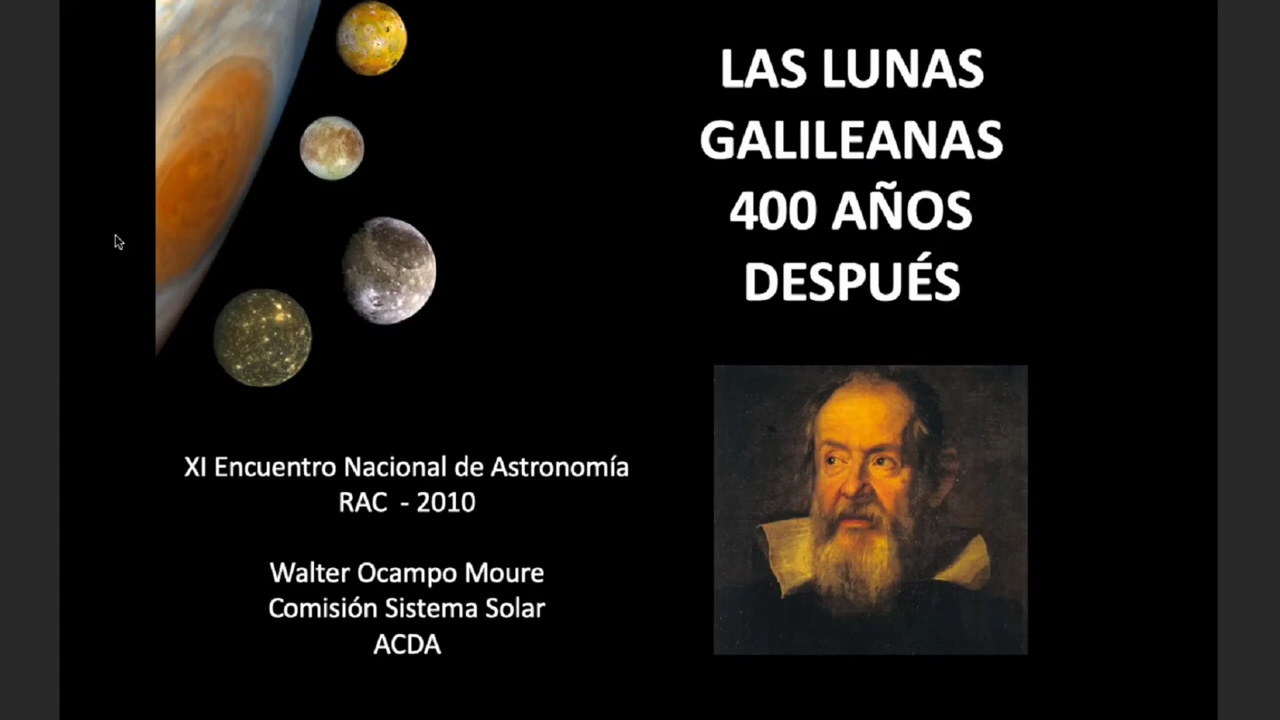 LAS LUNAS
GALILEANAS
400 AÑOS
DESPUÉS
XI Encuentro Nacional de Astronomía
RAC - 2010
Walter Ocampo Moure
Comisión Sistema Solar
ACDA